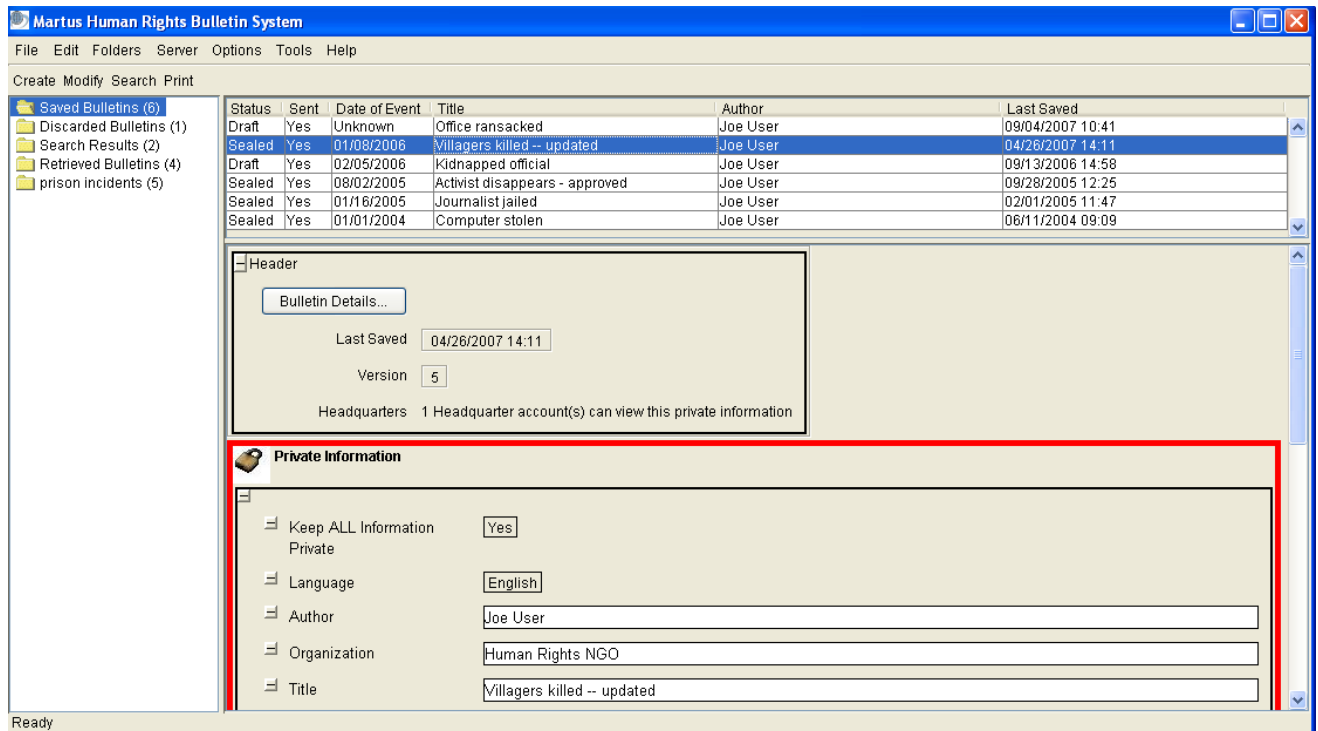 Martus Human Rights Bulletin System
File Edit Folders Server Options Tools Help
Create Modify Search Print
Saved Bulletins (6)
Discarded Bulletins (1)
Search Results (2)
Retrieved Bulletins (4)
prison incidents (5)
Status Sent Date of Event Title Author Last Saved
Draft Yes Unknown Office ransacked Joe User 09/04/2007 10:41
Sealed Yes 01/08/2006 Villagers killed -- updated Joe User 04/26/2007 14:11
Draft Yes 02/05/2006 Kidnapped official Joe User 09/13/2006 14:58
Sealed Yes 08/02/2005 Activist disappears - approved Joe User 09/28/2005 12:25
Sealed Yes 01/16/2005 Journalist jailed Joe User 02/01/2005 11:47
Sealed Yes 01/01/2004 Computer stolen Joe User 06/11/2004 09:09
Header
Bulletin Details...
Last Saved 04/26/2007 14:11
Version 5
Headquarters 1 Headquarter account(s) can view this private information
Private Information
Keep ALL Information Yes
Private
Language English
Author Joe User
Organization Human Rights NGO
Title Villagers killed -- updated
Ready